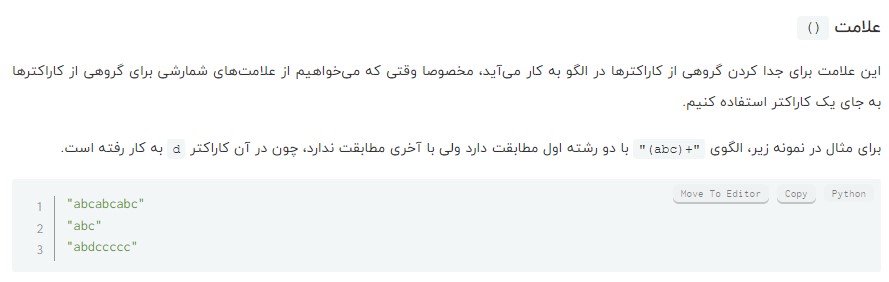 علامت ()
این علامت برای جدا کردن گروهی از کاراکترها در الگو به کار می‌آید، مخصوصا وقتی که می‌خواهیم از علامت‌های شمارشی برای گروهی از کاراکترها
به جای یک کاراکتر استفاده کنیم.
برای مثال در نمونه زیر، الگوی "(abc)+" با دو رشته اول مطابقت دارد ولی با آخری مطابقت ندارد، چون در آن کاراکتر d به کار رفته است.
Move To Editor Copy Python
1 "abcabcabc"
2 "abc"
3 "abdccccc"